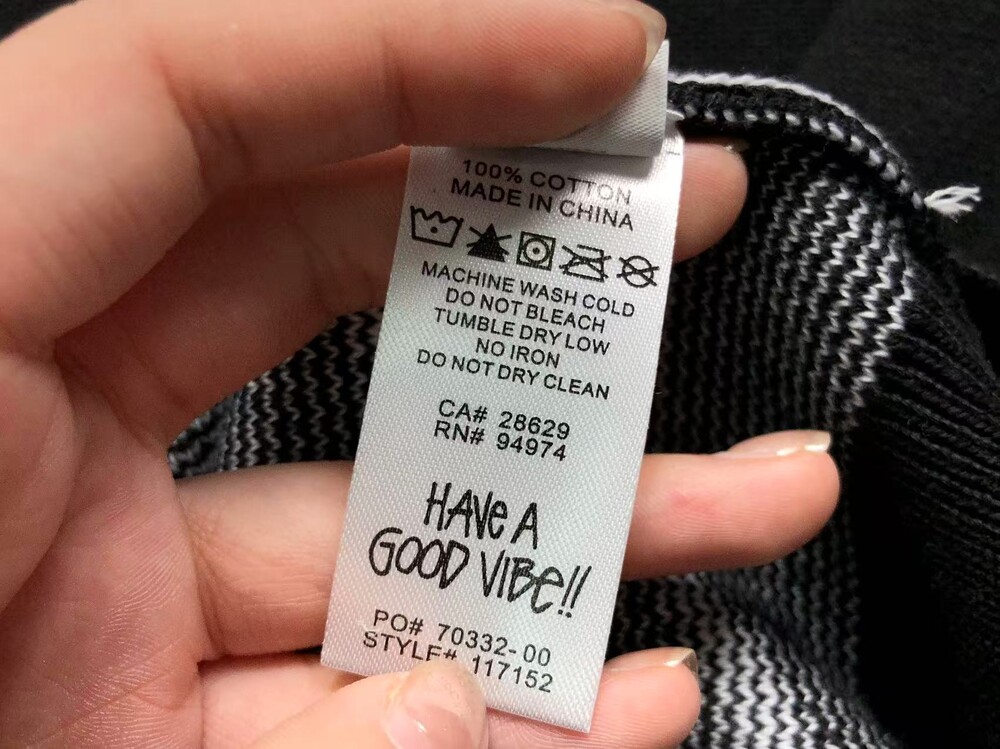 100% COTTON
MADE IN CHINA
MACHINE WASH COLD
DO NOT BLEACH
TUMBLE DRY LOW
NO IRON
DO NOT DRY CLEAN
CA# 28629
RN# 94974
HAVe A
GOOD VIBe!!
PO# 70332-00
STYLE# 117152